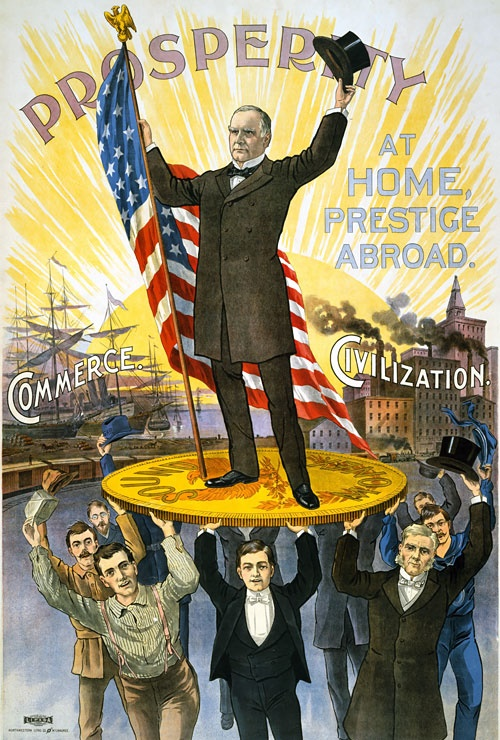 PROSPERITY
AT
HOME,
PRESTIGE
ABROAD.
COMMERCE.
CIVILIZATION.